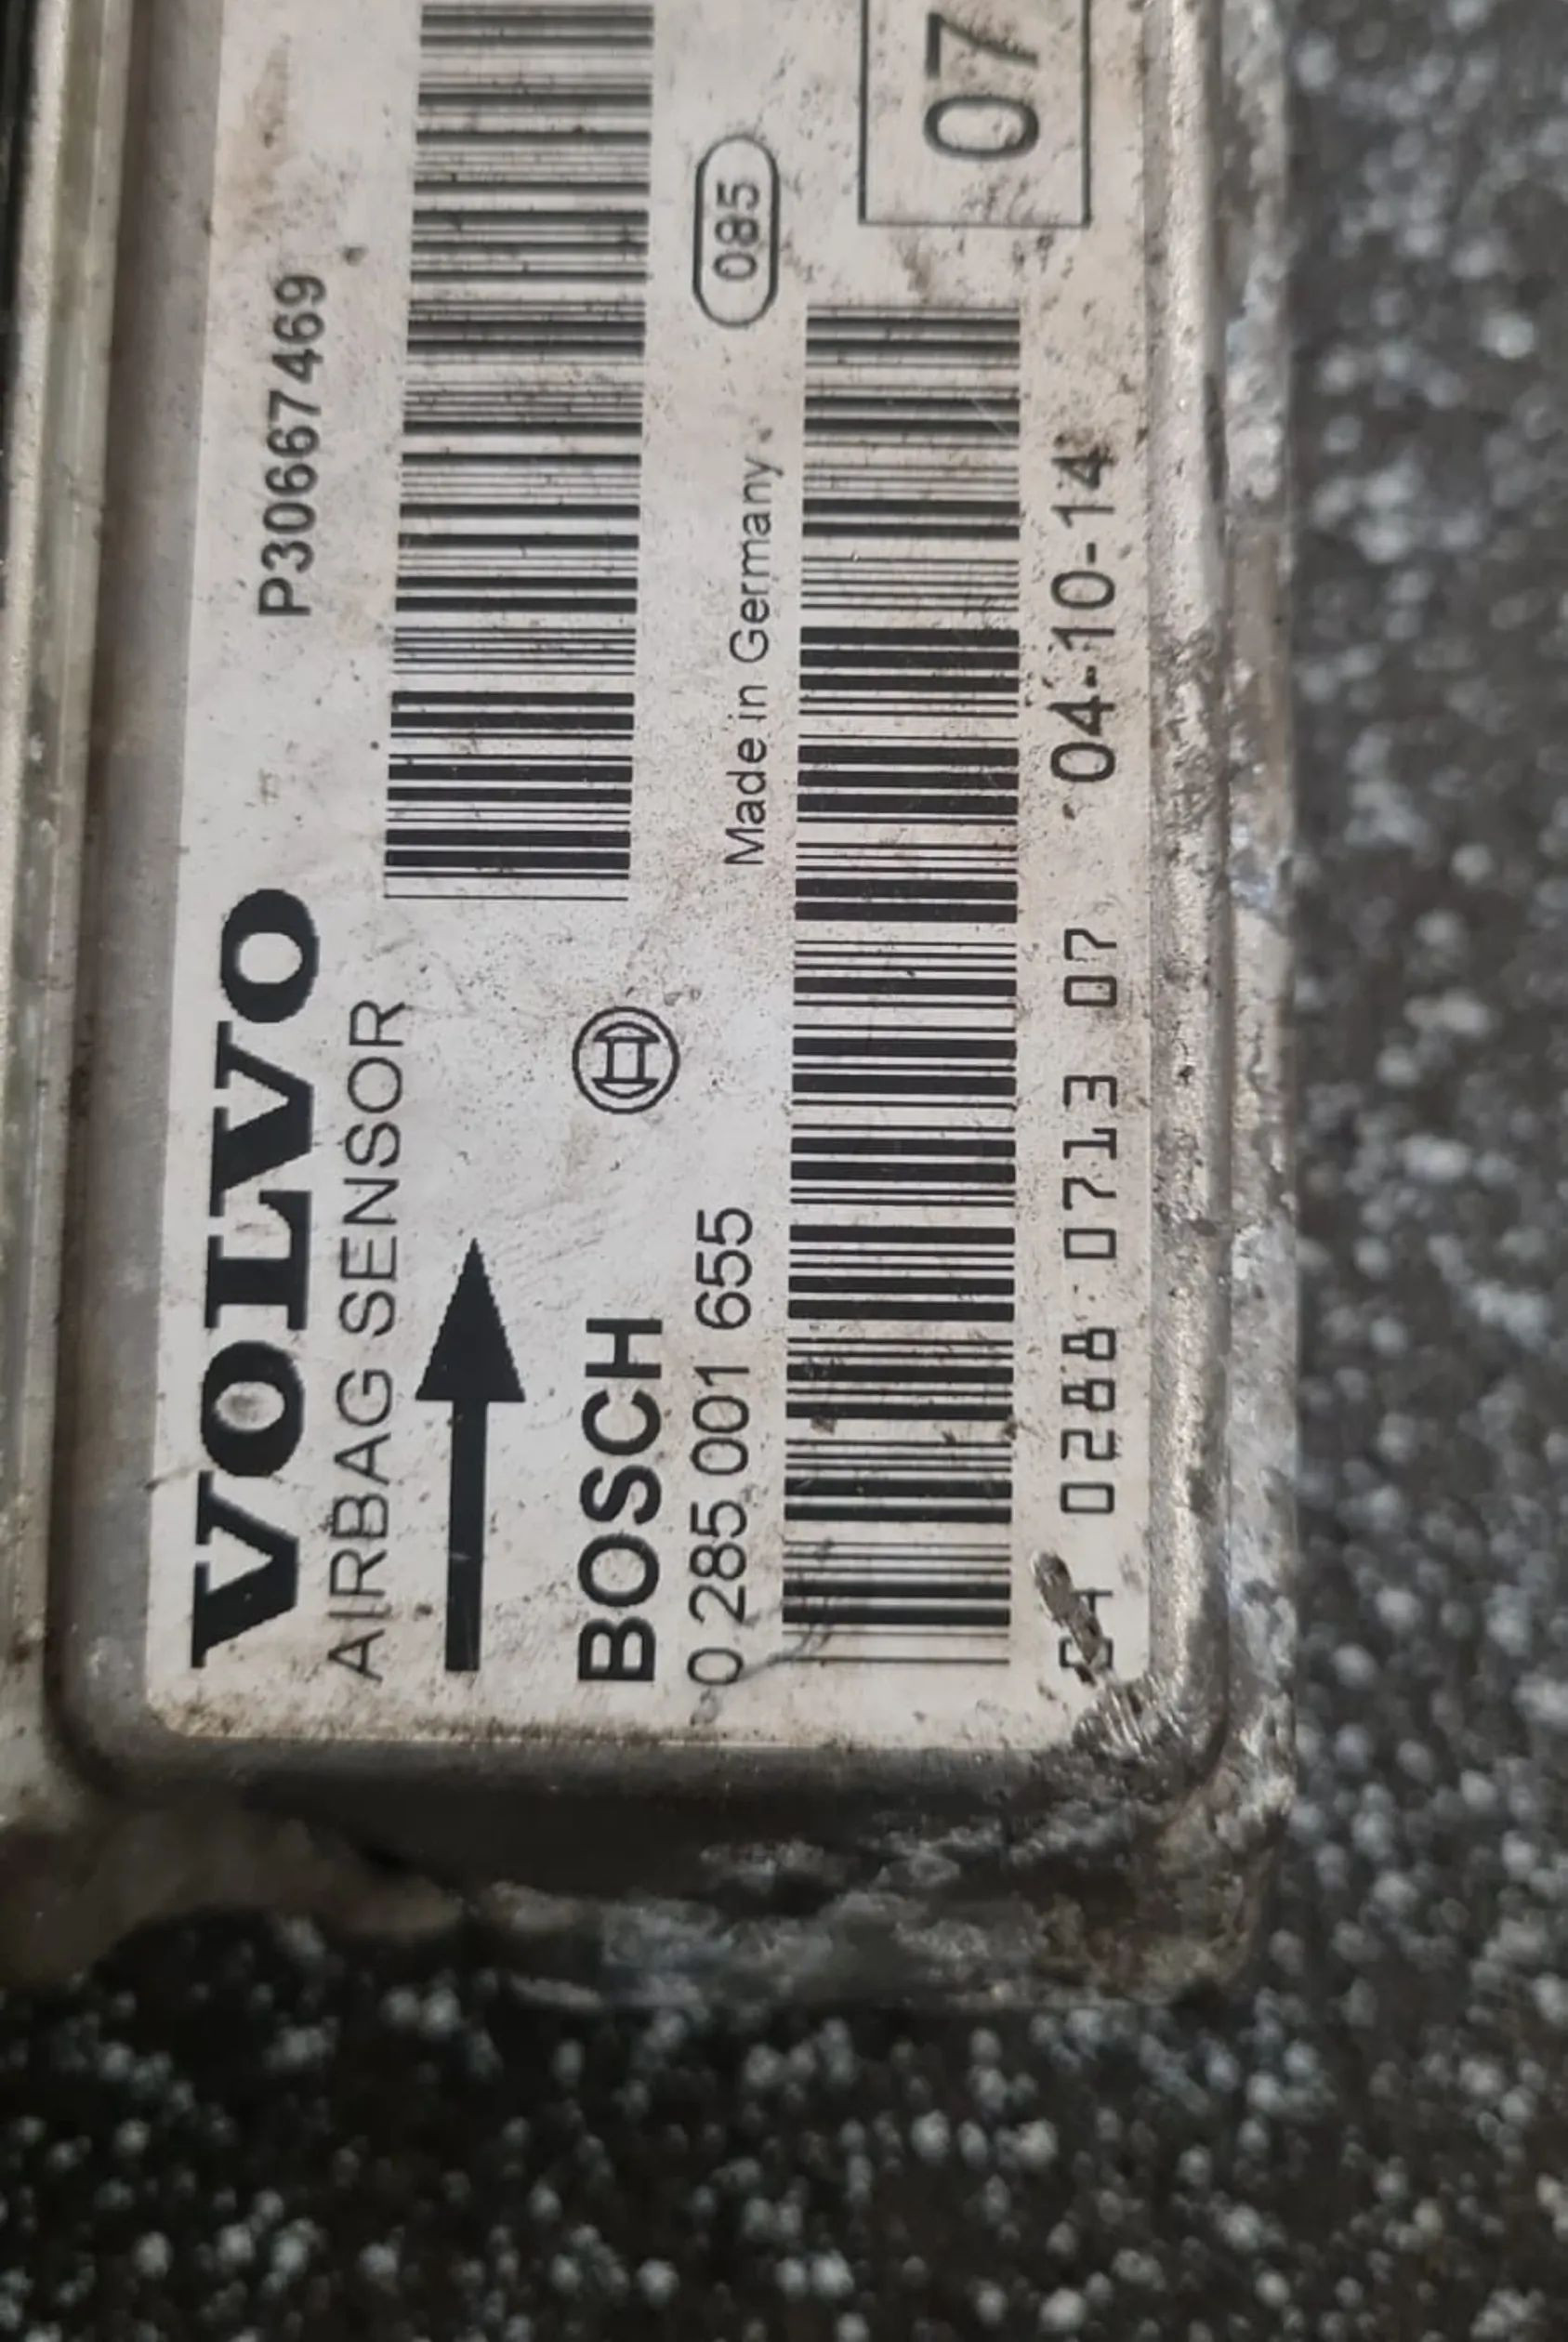 VOLVO P30667469
AIRBAG SENSOR
BOSCH
0 285 001 655 Made in Germany 085
07
0288 0713 07 04-10-14